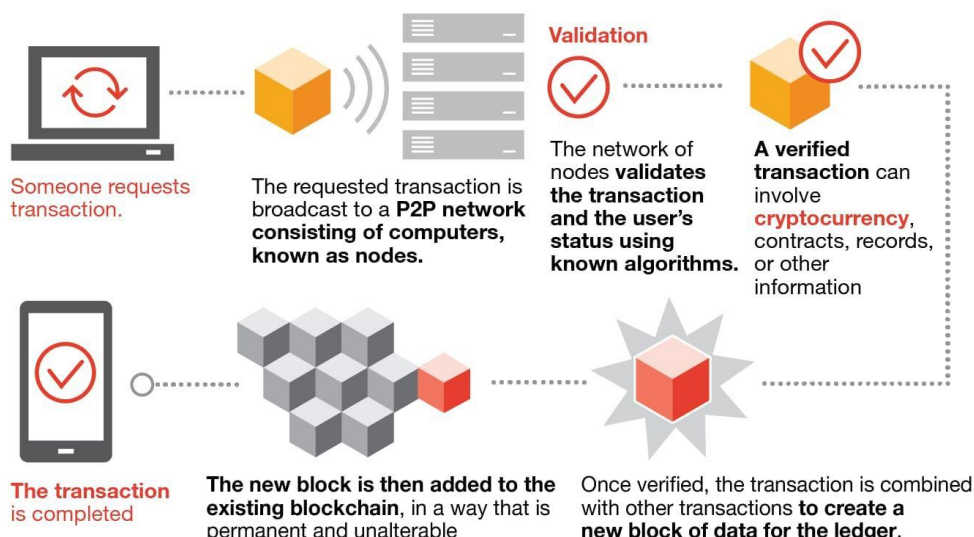 Someone requests
transaction.
The requested transaction is
broadcast to a P2P network
consisting of computers,
known as nodes.
Validation
The network of
nodes validates
the transaction
and the user's
status using
known algorithms.
A verified
transaction can
involve
cryptocurrency,
contracts, records,
or other
information
Once verified, the transaction is combined
with other transactions to create a
new block of data for the ledger.
The new block is then added to the
existing blockchain, in a way that is
permanent and unalterable
The transaction
is completed